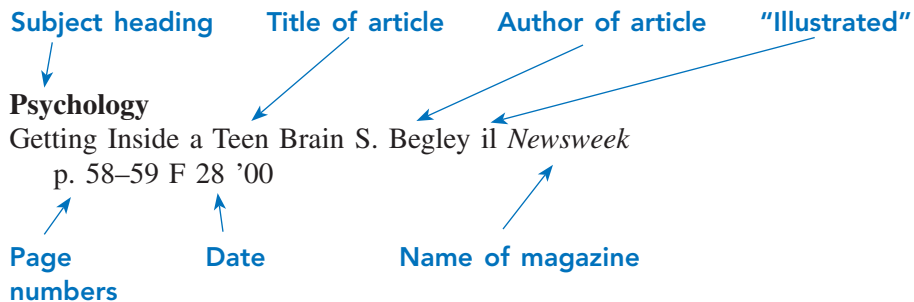 Subject heading Title of article Author of article "Illustrated"
Psychology
Getting Inside a Teen Brain S. Begley il Newsweek
p. 58–59 F 28 ’00
Page numbers Date Name of magazine